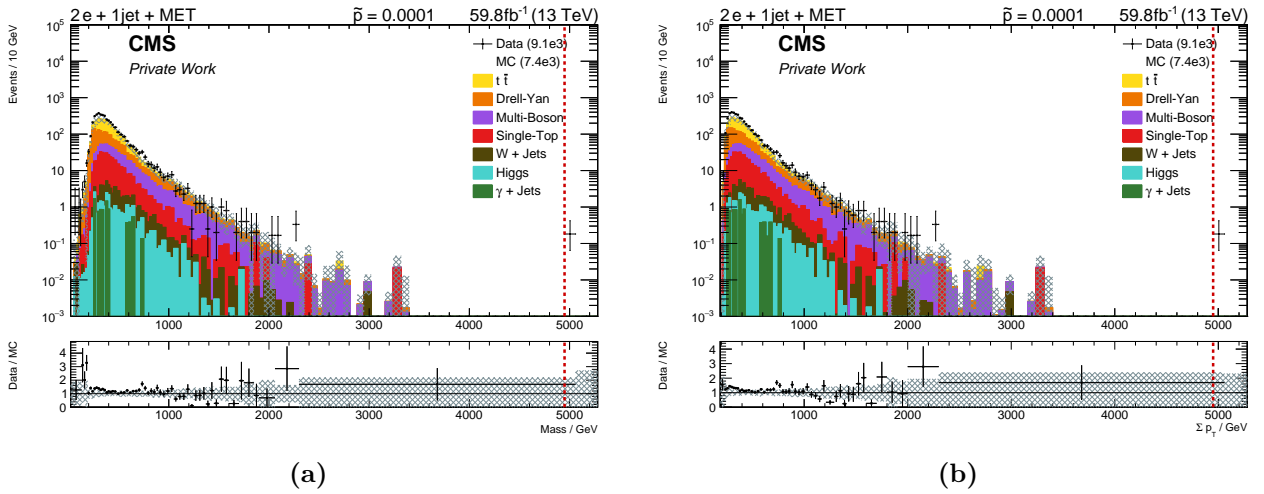 2 e + 1jet + MET p̃ = 0.0001 59.8fb⁻¹ (13 TeV)
CMS
Private Work
Data (9.1e3)
MC (7.4e3)
t t̄
Drell-Yan
Multi-Boson
Single-Top
W + Jets
Higgs
γ + Jets
Events / 10 GeV
10⁵
10⁴
10³
10²
10
1
10⁻¹
10⁻²
10⁻³
1000 2000 3000 4000 5000
Data / MC
4
3
2
1
0
1000 2000 3000 4000 5000
Mass / GeV
(a)
2 e + 1jet + MET p̃ = 0.0001 59.8fb⁻¹ (13 TeV)
CMS
Private Work
Data (9.1e3)
MC (7.4e3)
t t̄
Drell-Yan
Multi-Boson
Single-Top
W + Jets
Higgs
γ + Jets
Events / 10 GeV
10⁵
10⁴
10³
10²
10
1
10⁻¹
10⁻²
10⁻³
1000 2000 3000 4000 5000
Data / MC
4
3
2
1
0
1000 2000 3000 4000 5000
Σ p_T / GeV
(b)